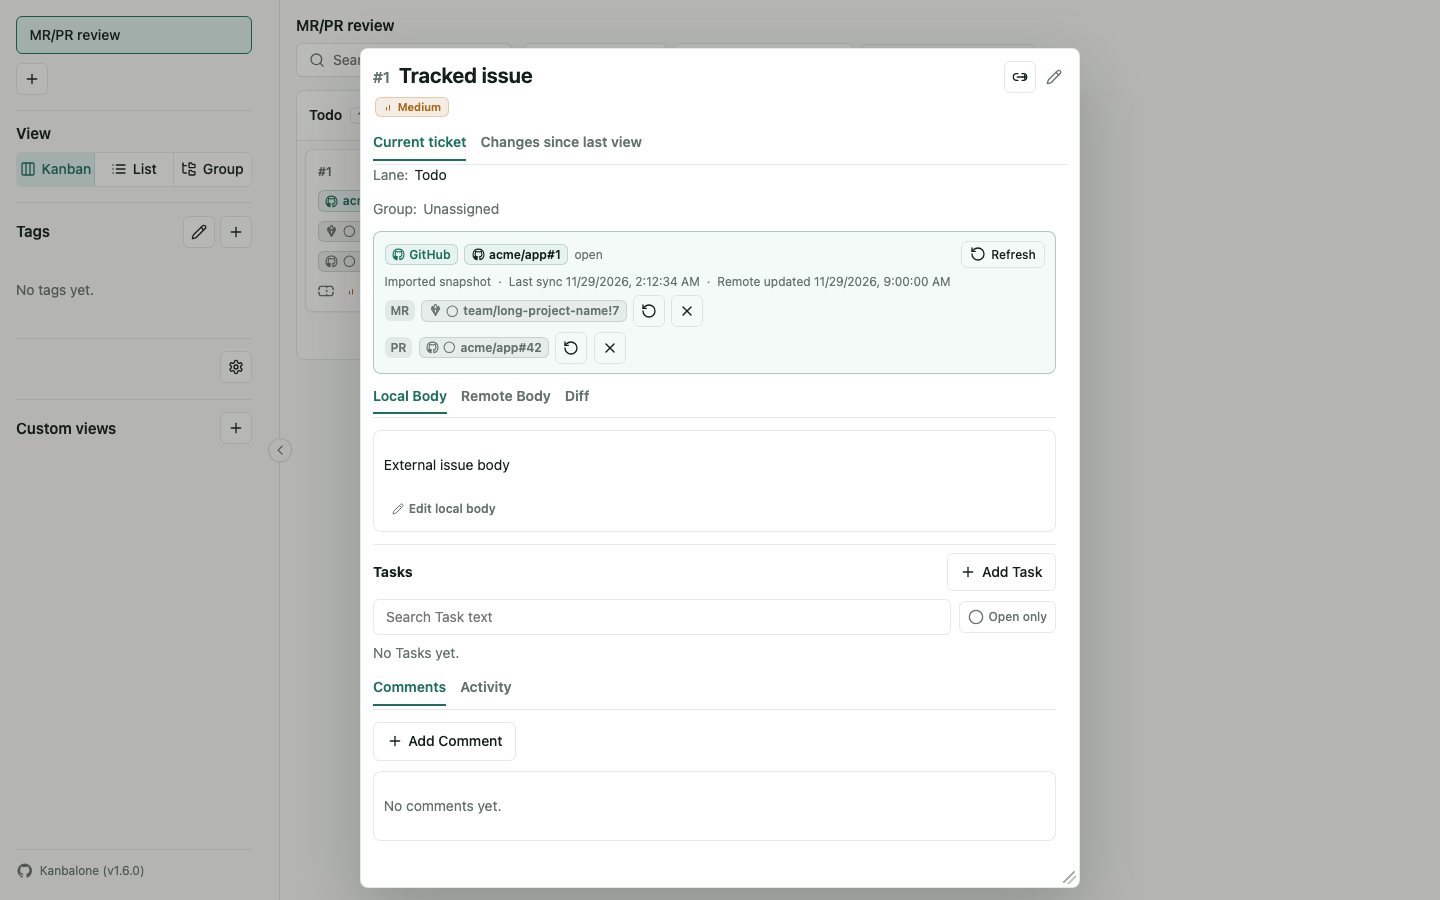 MR/PR review
MR/PR review
View
Kanban
List
Group
Tags
No tags yet.
Custom views
Kanbalone (v1.6.0)
Todo
#1
#1 Tracked issue
Medium
Current ticket
Changes since last view
Lane: Todo
Group: Unassigned
GitHub
acme/app#1
open
Refresh
Imported snapshot · Last sync 11/29/2026, 2:12:34 AM · Remote updated 11/29/2026, 9:00:00 AM
MR
team/long-project-name!7
PR
acme/app#42
Local Body
Remote Body
Diff
External issue body
Edit local body
Tasks
Add Task
Search Task text
Open only
No Tasks yet.
Comments
Activity
Add Comment
No comments yet.